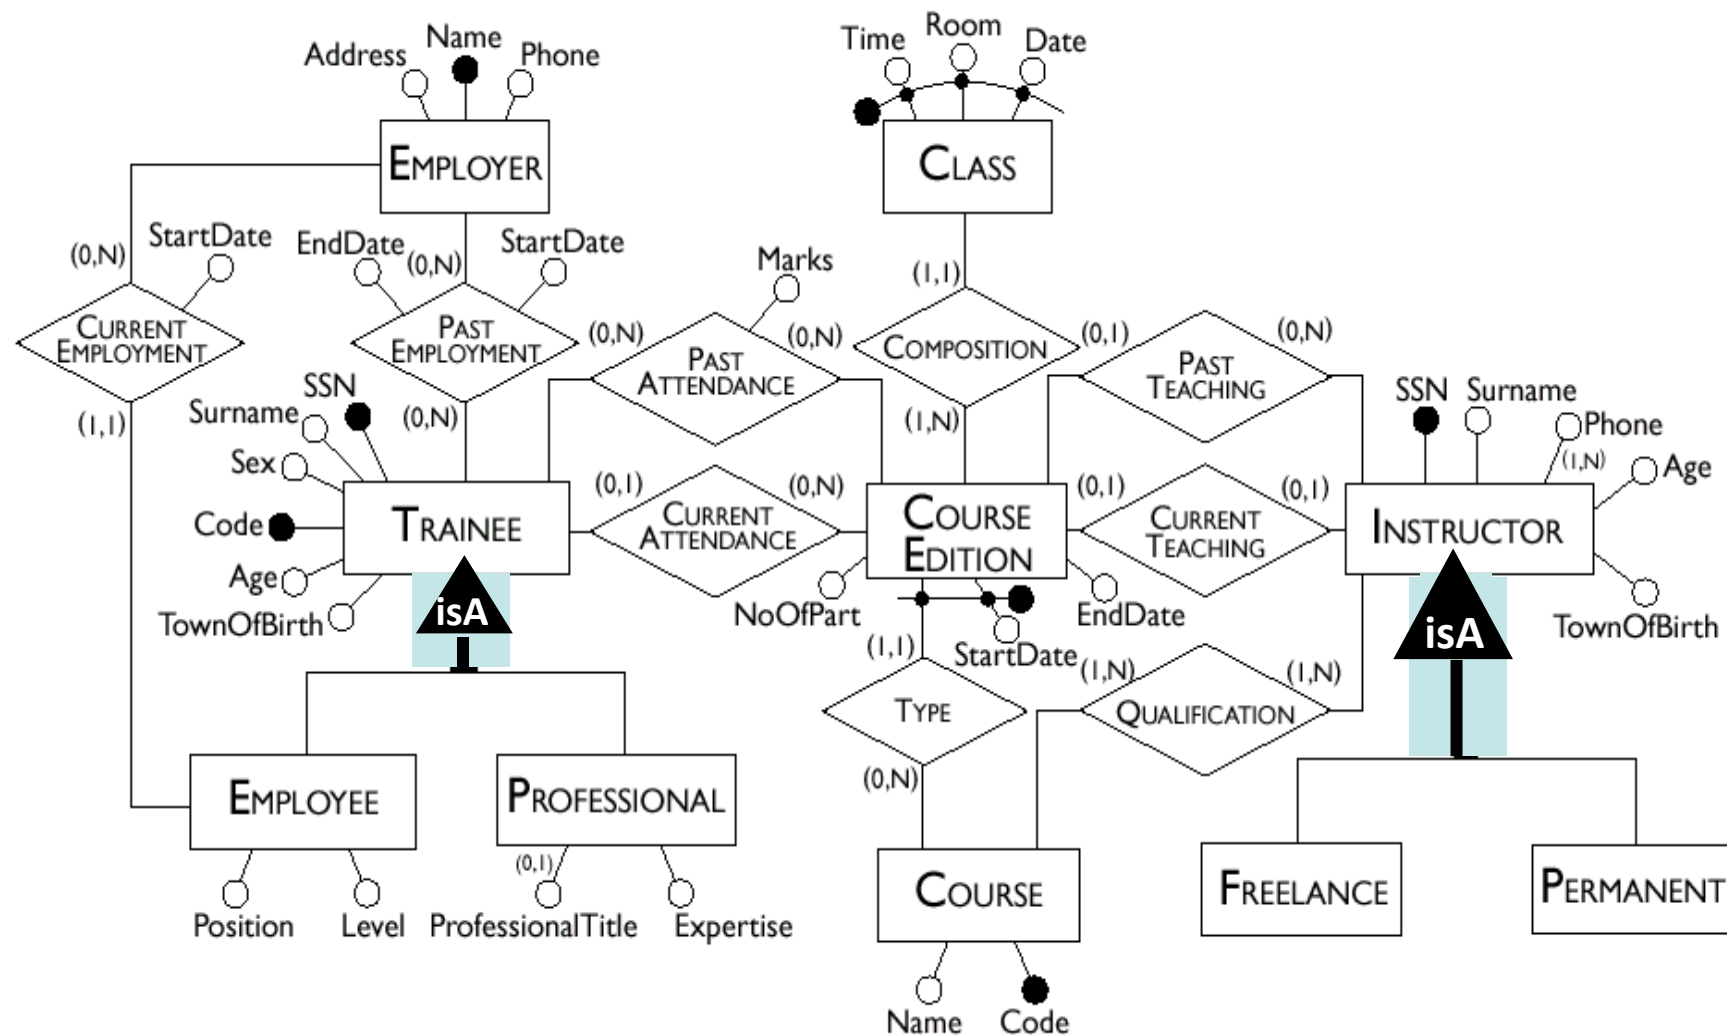 Name
Address
Phone
EMPLOYER
Time
Room
Date
CLASS
(0,N)
StartDate
EndDate
(0,N)
StartDate
CURRENT
EMPLOYMENT
PAST
EMPLOYMENT
(1,1)
(0,N)
Marks
(0,N)
(0,N)
PAST
ATTENDANCE
(1,1)
COMPOSITION
(1,N)
(0,1)
(0,N)
PAST
TEACHING
SSN
Surname
Sex
Code
Age
TownOfBirth
TRAINEE
(0,1)
(0,N)
CURRENT
ATTENDANCE
COURSE
EDITION
(0,1)
(0,1)
CURRENT
TEACHING
SSN
Surname
Phone
(1,N)
Age
INSTRUCTOR
TownOfBirth
NoOfPart
StartDate
EndDate
isA
isA
(1,1)
TYPE
(0,N)
(1,N)
(1,N)
QUALIFICATION
EMPLOYEE
PROFESSIONAL
Position
Level
(0,1)
ProfessionalTitle
Expertise
COURSE
Name
Code
FREELANCE
PERMANENT